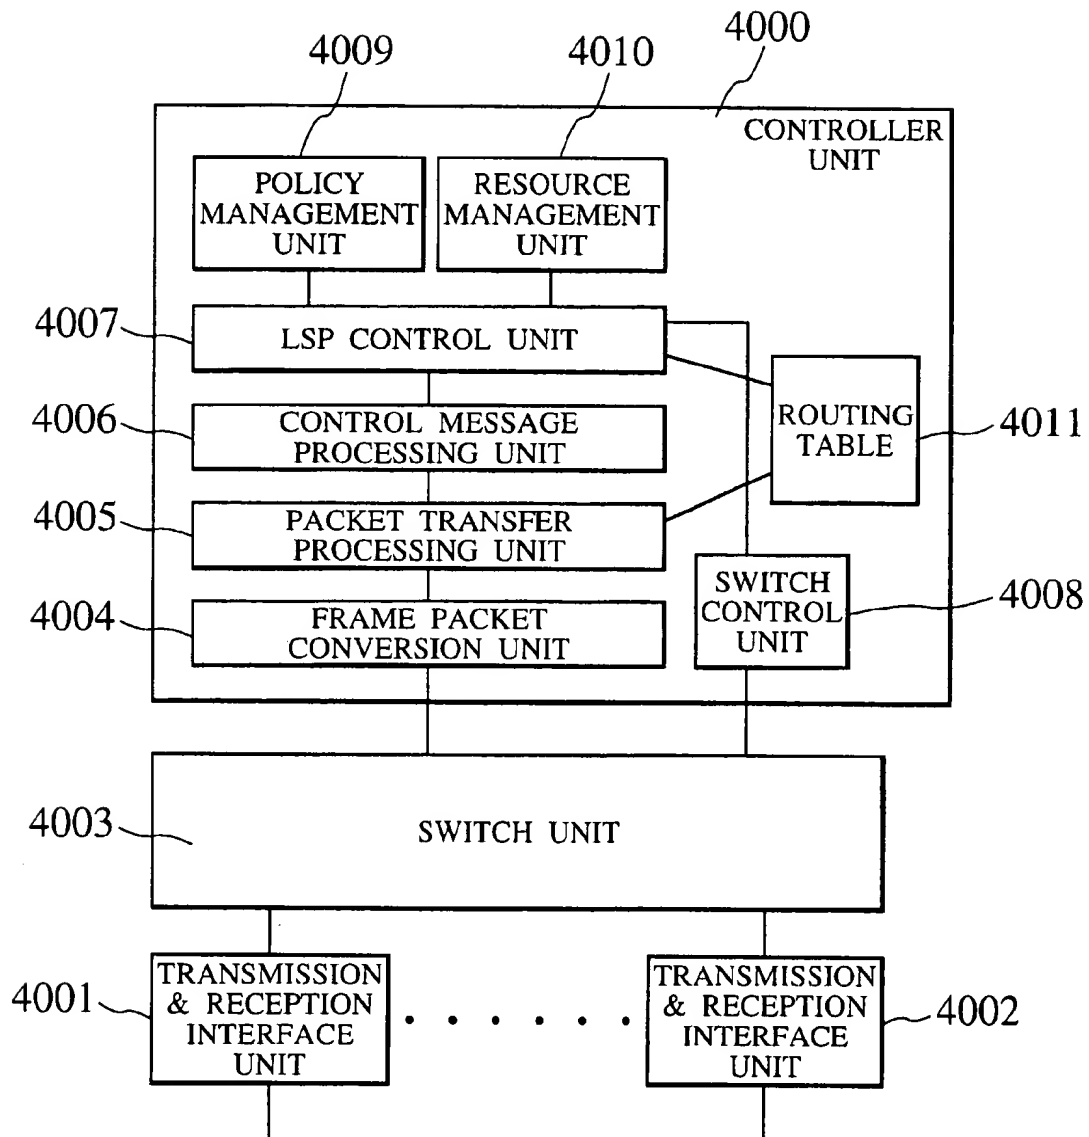 4000
4009
4010
CONTROLLER
UNIT
POLICY
MANAGEMENT
UNIT
RESOURCE
MANAGEMENT
UNIT
4007
LSP CONTROL UNIT
4006
CONTROL MESSAGE
PROCESSING UNIT
ROUTING
TABLE
4011
4005
PACKET TRANSFER
PROCESSING UNIT
4004
FRAME PACKET
CONVERSION UNIT
SWITCH
CONTROL
UNIT
4008
4003
SWITCH UNIT
4001
TRANSMISSION
& RECEPTION
INTERFACE
UNIT
TRANSMISSION
& RECEPTION
INTERFACE
UNIT
4002